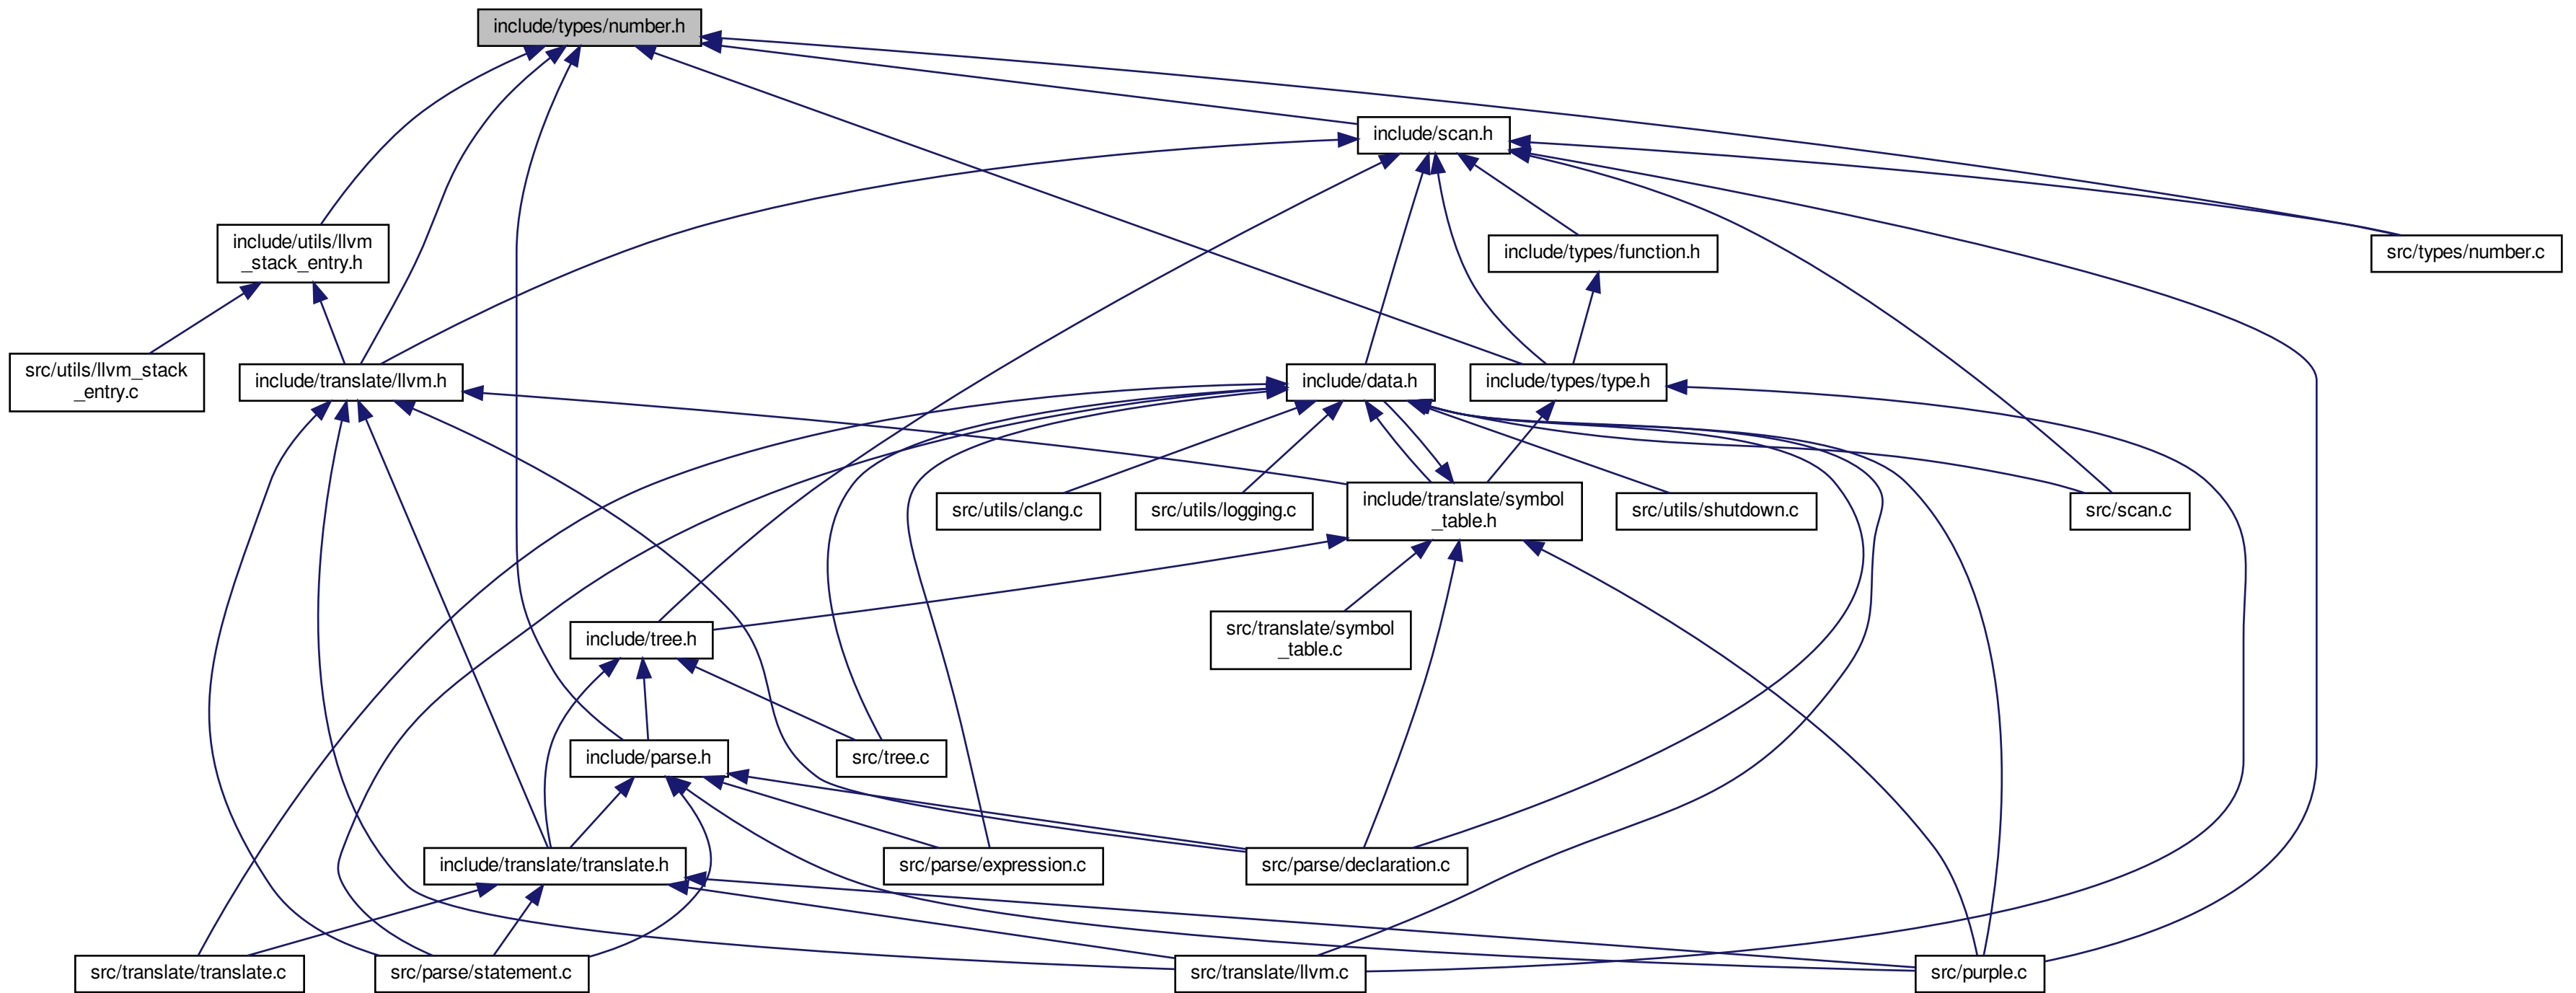 include/types/number.h
include/scan.h
include/utils/llvm
_stack_entry.h
include/types/function.h
src/types/number.c
src/utils/llvm_stack
_entry.c
include/translate/llvm.h
include/data.h
include/types/type.h
src/utils/clang.c
src/utils/logging.c
include/translate/symbol
_table.h
src/utils/shutdown.c
src/scan.c
include/tree.h
src/translate/symbol
_table.c
include/parse.h
src/tree.c
include/translate/translate.h
src/parse/expression.c
src/parse/declaration.c
src/translate/translate.c
src/parse/statement.c
src/translate/llvm.c
src/purple.c